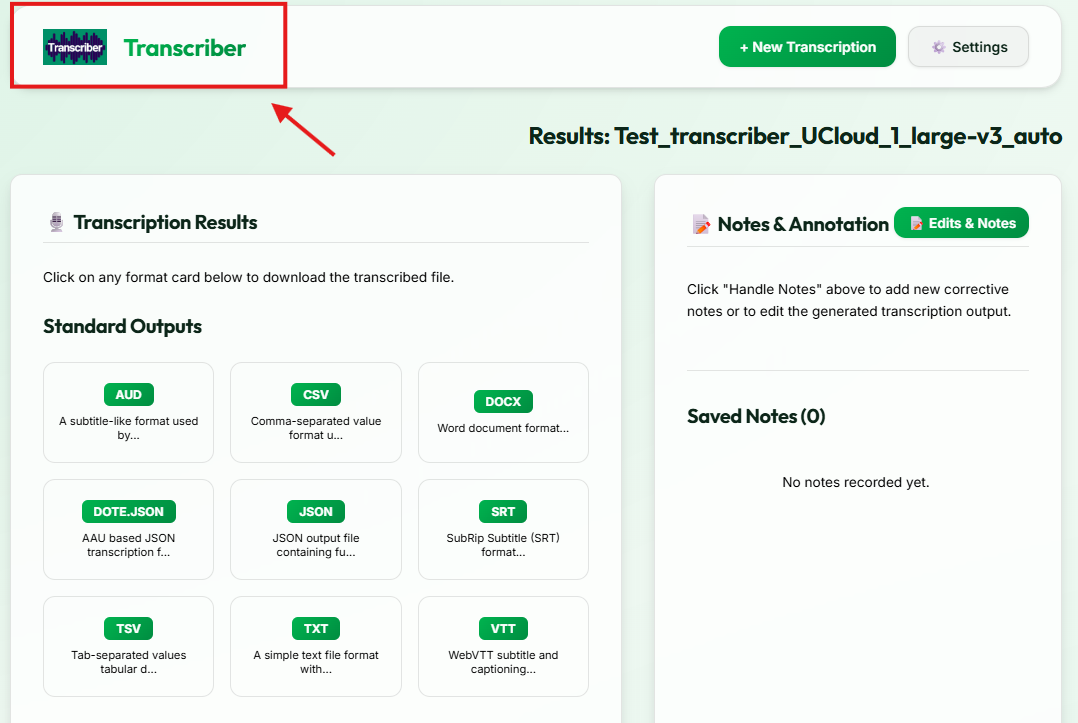 Transcriber
Transcriber
+ New Transcription
Settings
Results: Test_transcriber_UCloud_1_large-v3_auto
Transcription Results
Click on any format card below to download the transcribed file.
Standard Outputs
AUD
A subtitle-like format used
by...
CSV
Comma-separated value
format u...
DOCX
Word document format...
DOTE.JSON
AAU based JSON
transcription f...
JSON
JSON output file
containing fu...
SRT
SubRip Subtitle (SRT)
format...
TSV
Tab-separated values
tabular d...
TXT
A simple text file format
with...
VTT
WebVTT subtitle and
captioning...
Notes & Annotation
Edits & Notes
Click "Handle Notes" above to add new corrective
notes or to edit the generated transcription output.
Saved Notes (0)
No notes recorded yet.